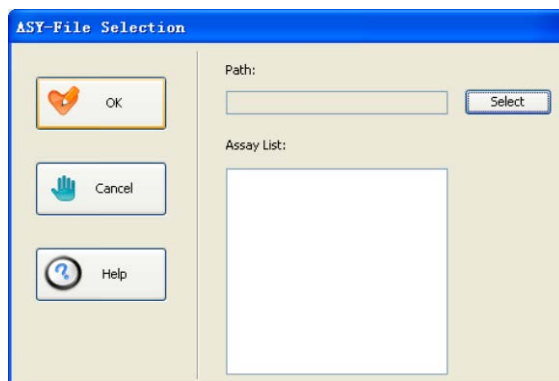 ASY-File Selection
OK
Cancel
Help
Path:
Select
Assay List: